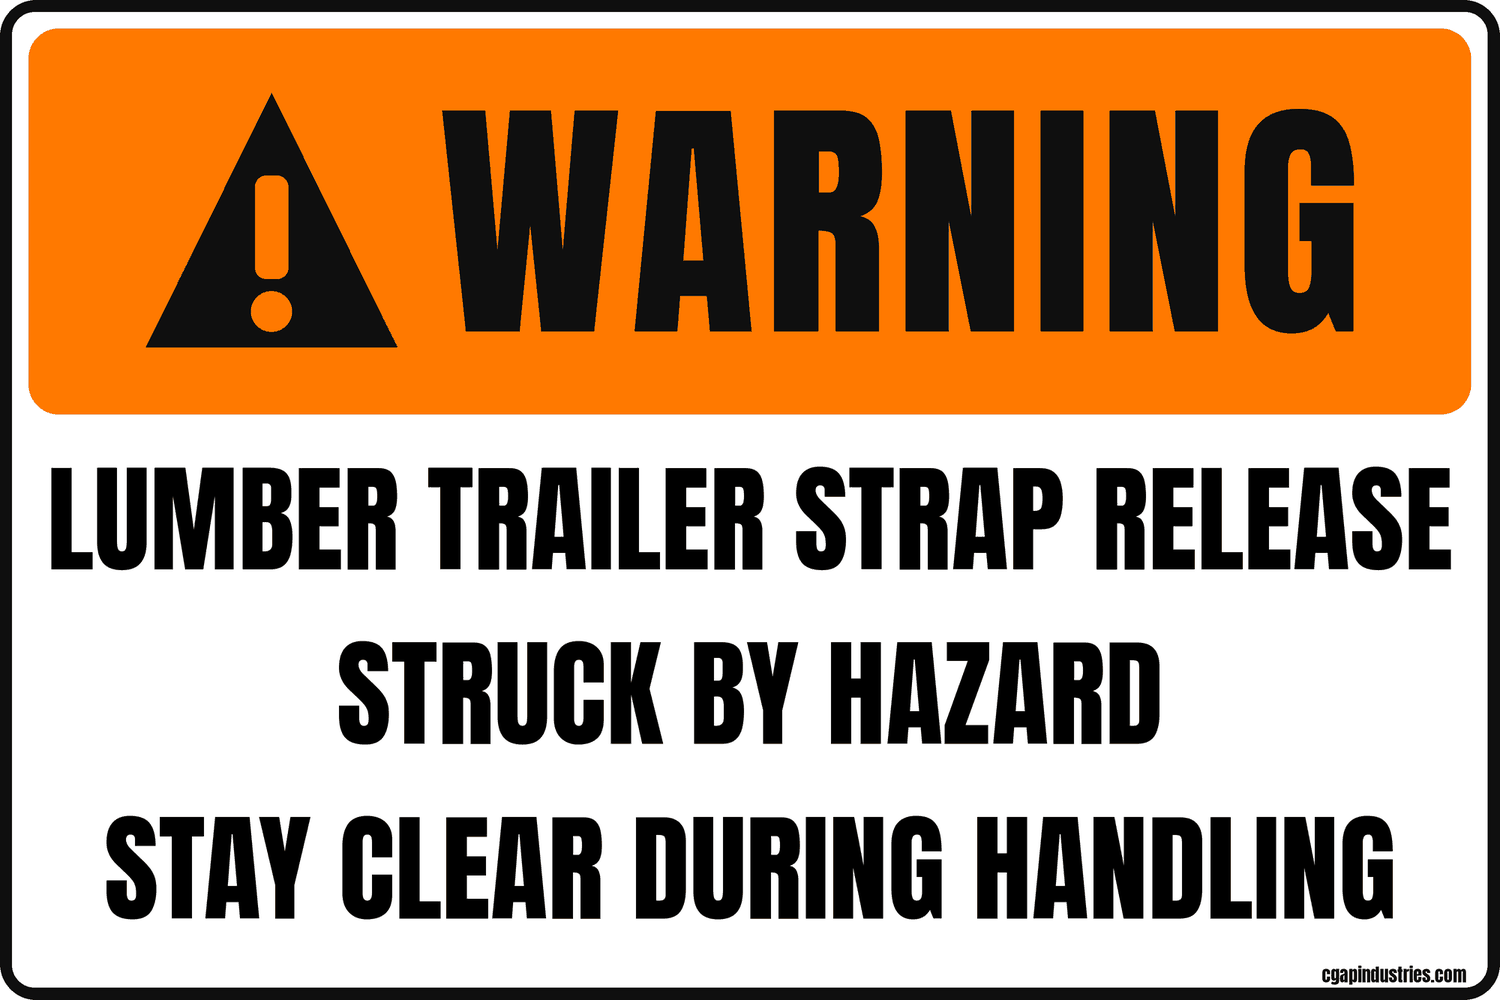 WARNING
LUMBER TRAILER STRAP RELEASE
STRUCK BY HAZARD
STAY CLEAR DURING HANDLING
cgapindustries.com